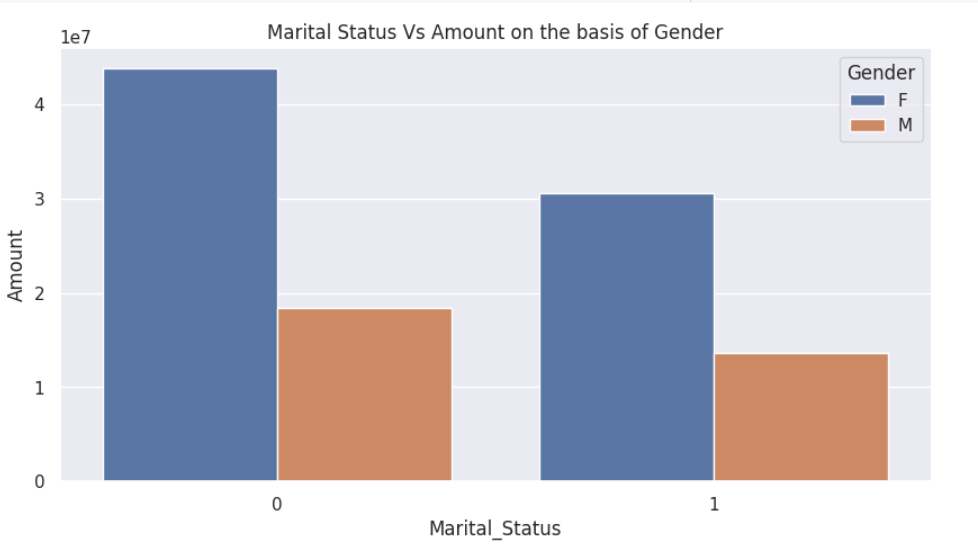 Marital Status Vs Amount on the basis of Gender
1e7
Gender
F
M
4
3
2
1
0
Amount
0 1
Marital_Status